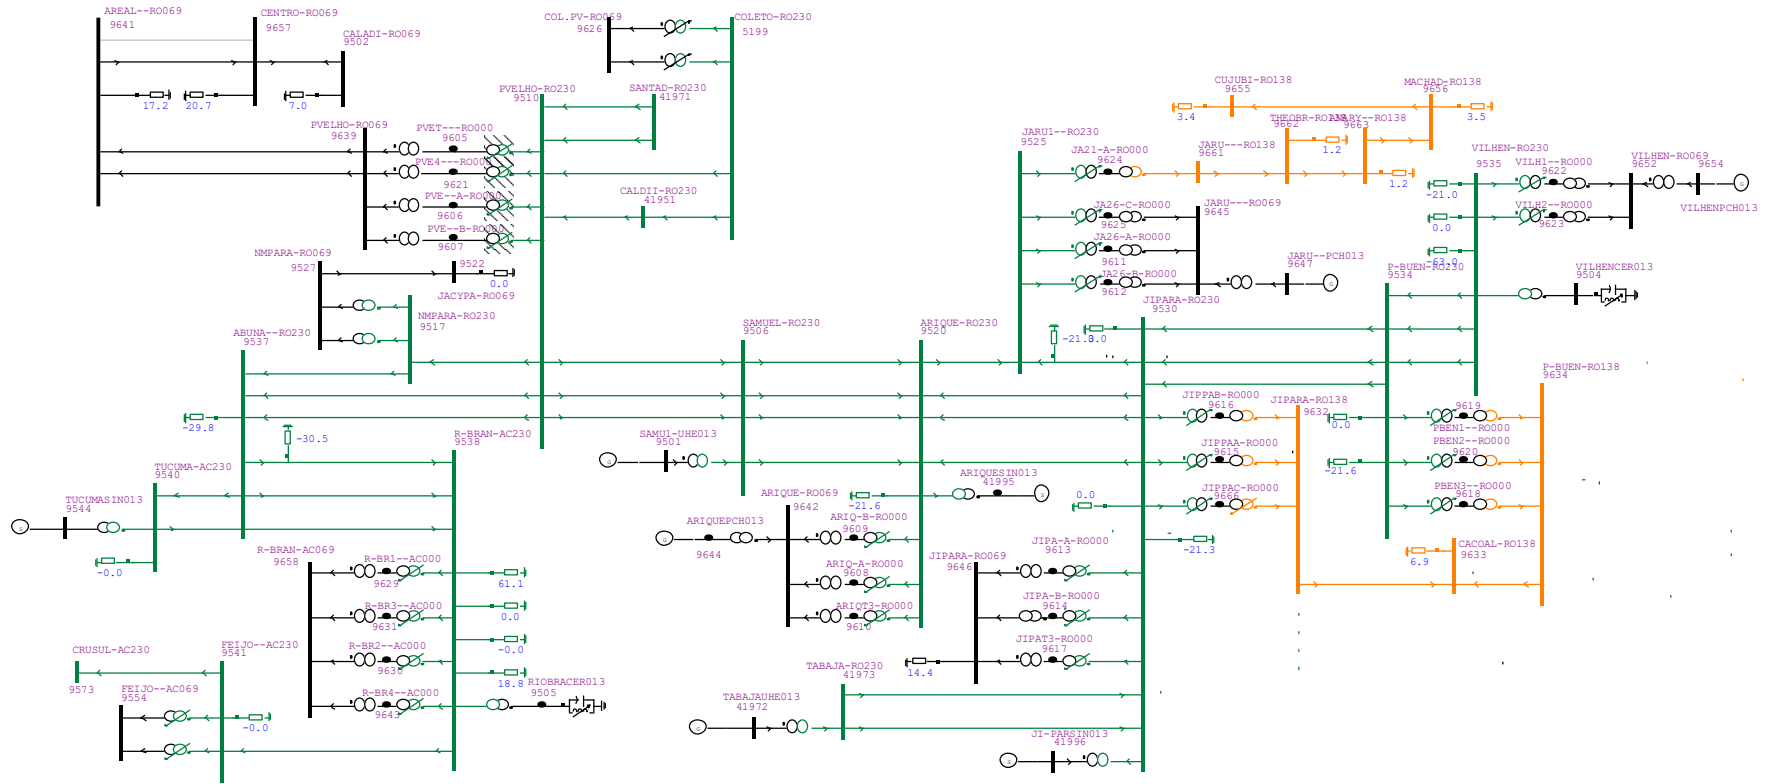 AREAL--RO069
9641
CENTRO-RO069
9657
CALADI-RO069
9502
17.2
20.7
7.0
COL.PV-RO069
9626
COLETO-RO230
5199
PVELHO-RO230
9510
SANTAD-RO230
41971
PVELHO-RO069
9639
PVET---RO000
9605
PVE4---RO000
9621
PVE--A-RO000
9606
PVE--B-RO000
9607
CALDII-RO230
41951
NMPARA-RO069
9527
9522
0.0
JACYPA-RO069
NMPARA-RO230
9517
ABUNA--RO230
9537
SAMUEL-RO230
9506
ARIQUE-RO230
9520
JARU1--RO230
9525
JA21-A-RO000
9624
JA26-C-RO000
9625
JA26-A-RO000
9611
JA26-B-RO000
9612
JARU---RO138
9661
JARU---RO069
9645
JARU--PCH013
9647
CUJUBI-RO138
9655
3.4
MACHAD-RO138
9656
3.5
THEOBR-RO138
9662
1.2
9663
1.2
VILHEN-RO230
9535
VILH1--RO000
9622
VILH2--RO000
9623
VILHEN-RO069
9652
9654
VILHENPCH013
-21.0
0.0
-63.0
P-BUEN-RO230
9534
VILHENCER013
9504
JIPARA-RO230
9530
-21.3
0.0
P-BUEN-RO138
9634
JIPPAB-RO000
9616
JIPARA-RO138
9632
JIPPAA-RO000
9615
JIPPAC-RO000
9666
0.0
9619
PBEN1--RO000
PBEN2--RO000
9620
-21.6
PBEN3--RO000
9618
CACOAL-RO138
9633
6.9
-29.8
-30.5
R-BRAN-AC230
9538
TUCUMA-AC230
9540
TUCUMASIN013
9544
-0.0
SAMU1-UHE013
9501
ARIQUESIN013
41995
ARIQUE-RO069
9642
-21.6
ARIQUEPCH013
9644
ARIQ-B-RO000
9609
ARIQ-A-RO000
9608
ARIQT3-RO000
9610
0.0
-21.3
JIPA-A-RO000
9613
JIPARA-RO069
9646
JIPA-B-RO000
9614
JIPAT3-RO000
9617
14.4
R-BRAN-AC069
9658
R-BR1--AC000
9629
R-BR3--AC000
9631
R-BR2--AC000
9630
R-BR4--AC000
9643
61.1
0.0
-0.0
18.8
RIOBRACER013
9505
CRUSUL-AC230
9573
FEIJO--AC230
9541
FEIJO--AC069
9554
-0.0
TABAJA-RO230
41973
TABAJAUHE013
41972
JI-PARSIN013
41996